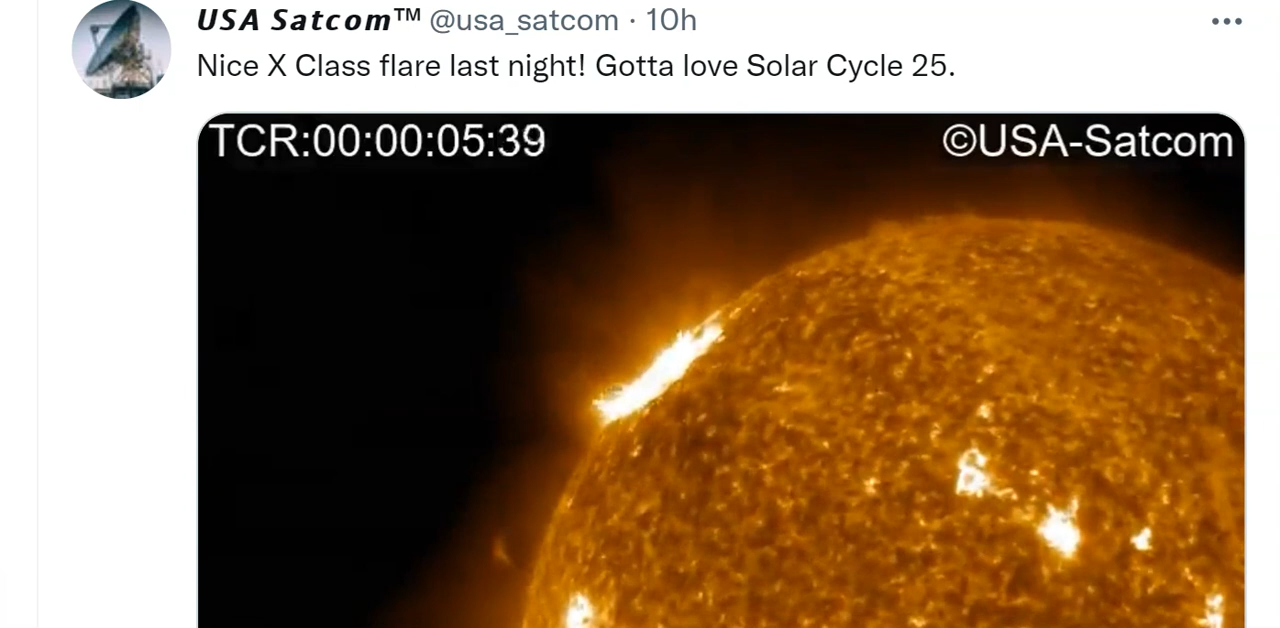 USA Satcom™ @usa_satcom · 10h
Nice X Class flare last night! Gotta love Solar Cycle 25.
TCR:00:00:05:39 ©USA-Satcom